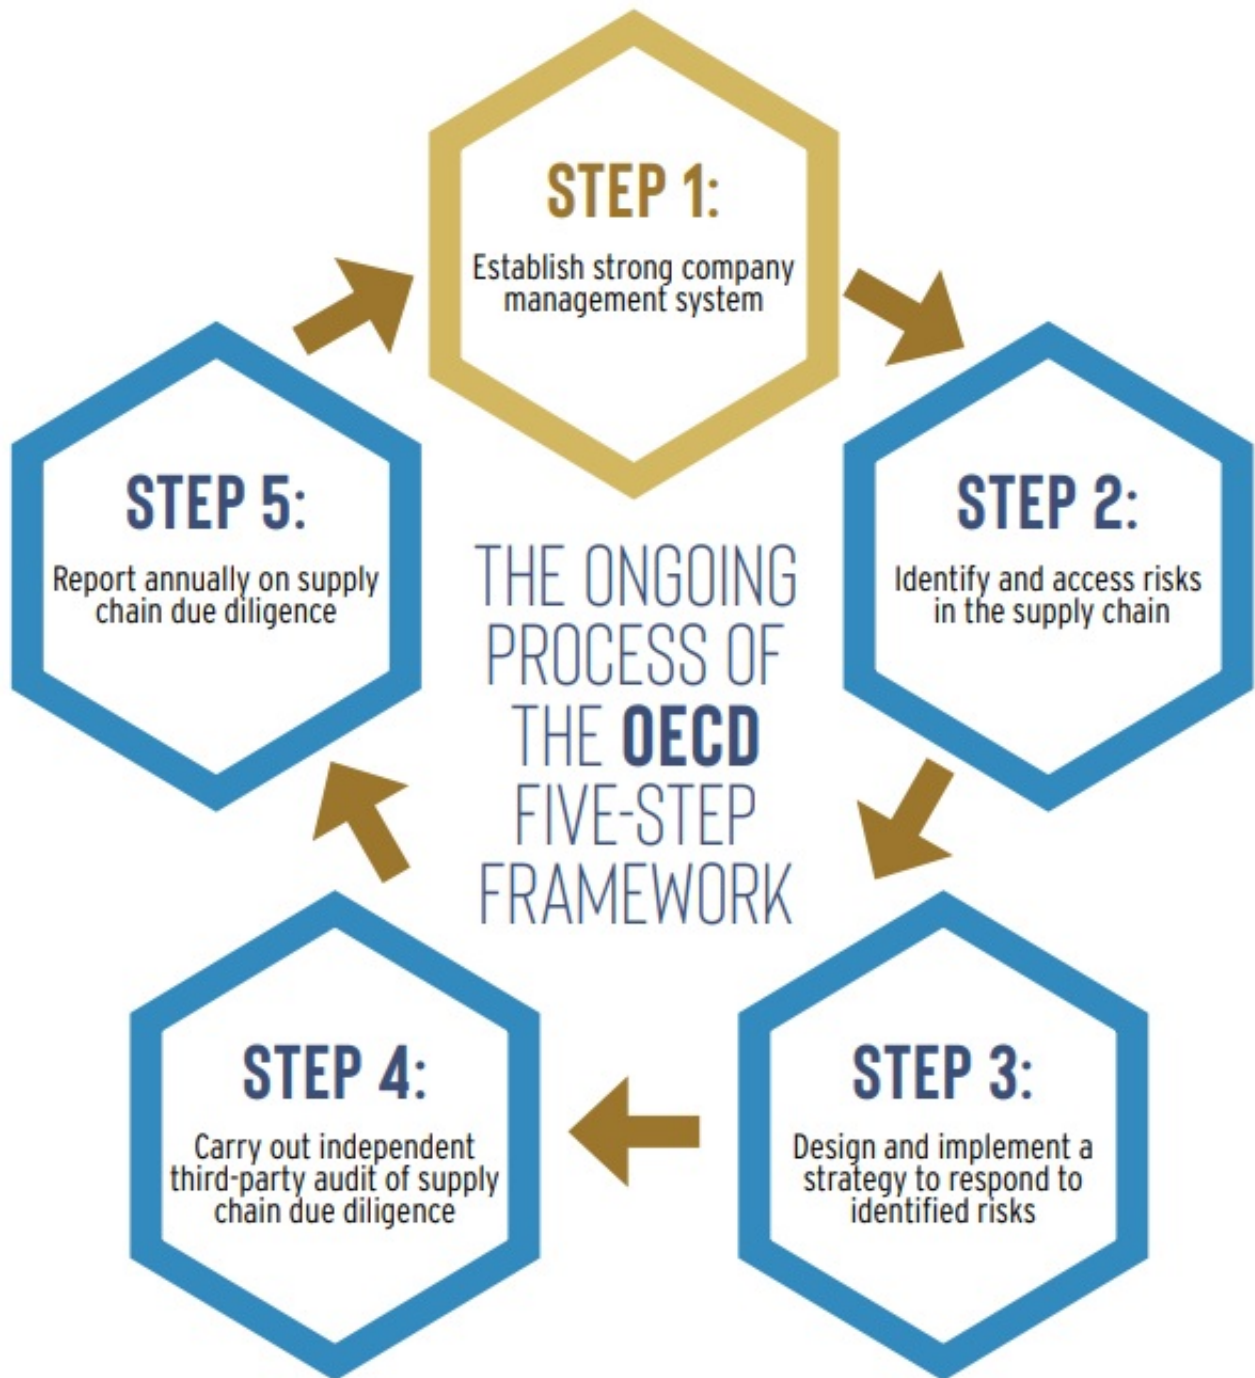 STEP 1:
Establish strong company
management system
STEP 2:
Identify and access risks
in the supply chain
STEP 3:
Design and implement a
strategy to respond to
identified risks
STEP 4:
Carry out independent
third-party audit of supply
chain due diligence
STEP 5:
Report annually on supply
chain due diligence
THE ONGOING
PROCESS OF
THE OECD
FIVE-STEP
FRAMEWORK